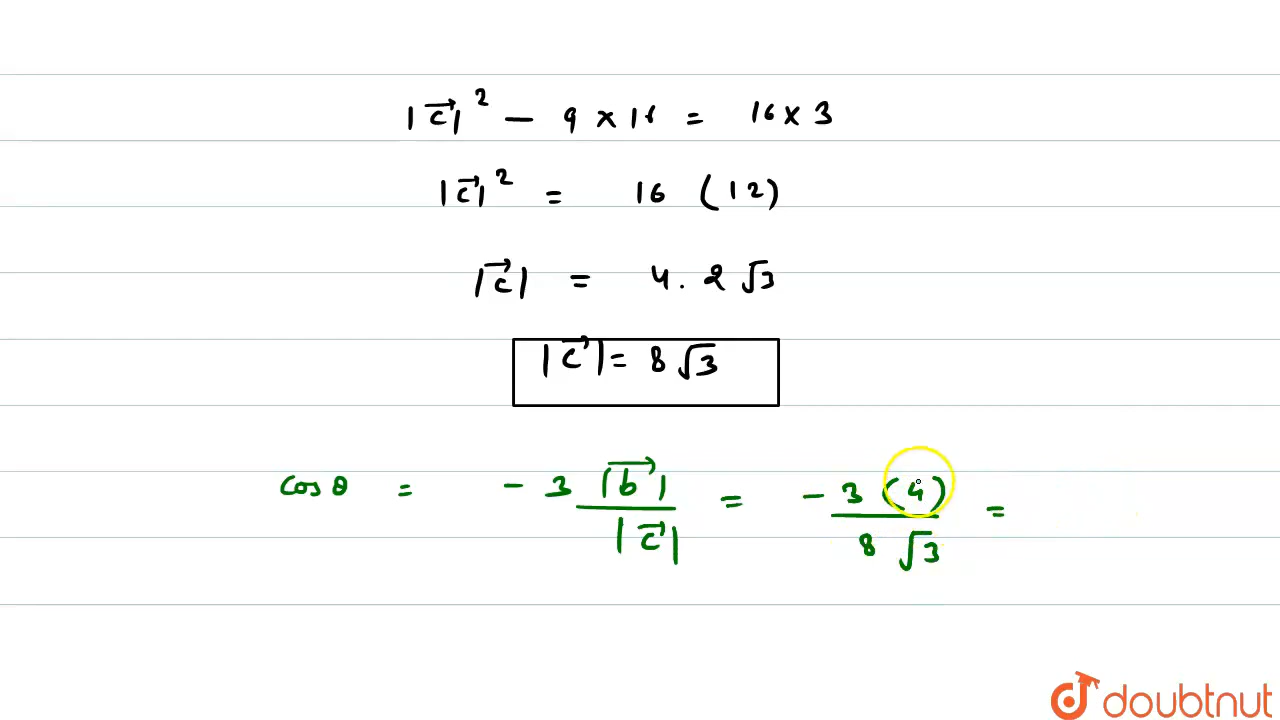 |c⃗|² − 9 × 16 = 16 × 3
|c⃗|² = 16 (12)
|c⃗| = 4 . 2 √3
|c⃗| = 8 √3
cos θ = − 3 |b⃗| / |c⃗| = − 3 (4) / 8 √3 =
doubtnut